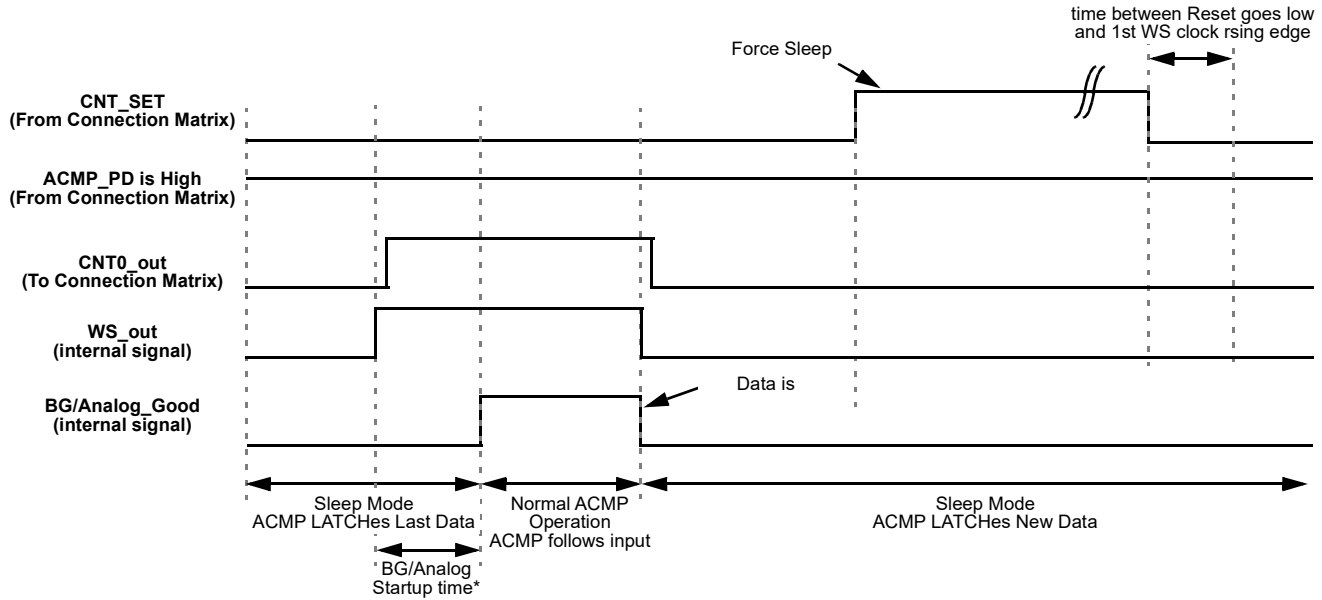 time between Reset goes low
and 1st WS clock rsing edge
Force Sleep
CNT_SET
(From Connection Matrix)
ACMP_PD is High
(From Connection Matrix)
CNT0_out
(To Connection Matrix)
WS_out
(internal signal)
Data is
BG/Analog_Good
(internal signal)
Sleep Mode
ACMP LATCHes Last Data
Normal ACMP
Operation
ACMP follows input
Sleep Mode
ACMP LATCHes New Data
BG/Analog
Startup time*